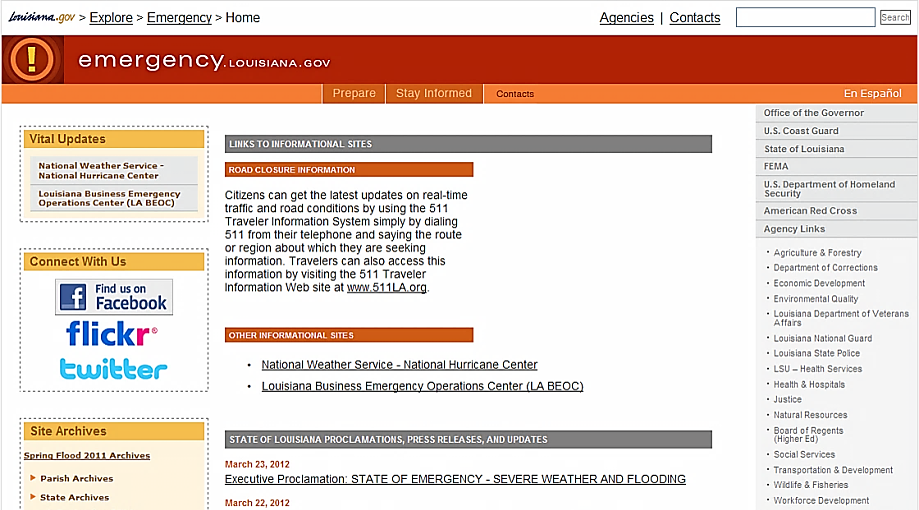 Louisiana.gov > Explore > Emergency > Home
Agencies | Contacts
Search
!
emergency.LOUISIANA.GOV
Prepare
Stay Informed
Contacts
En Español
Vital Updates
National Weather Service -
National Hurricane Center
Louisiana Business Emergency
Operations Center (LA BEOC)
Connect With Us
f
Find us on
Facebook
flickr®
twitter
Site Archives
Spring Flood 2011 Archives
Parish Archives
State Archives
LINKS TO INFORMATIONAL SITES
ROAD CLOSURE INFORMATION
Citizens can get the latest updates on real-time
traffic and road conditions by using the 511
Traveler Information System simply by dialing
511 from their telephone and saying the route
or region about which they are seeking
information. Travelers can also access this
information by visiting the 511 Traveler
Information Web site at www.511LA.org.
OTHER INFORMATIONAL SITES
• National Weather Service - National Hurricane Center
• Louisiana Business Emergency Operations Center (LA BEOC)
STATE OF LOUISIANA PROCLAMATIONS, PRESS RELEASES, AND UPDATES
March 23, 2012
Executive Proclamation: STATE OF EMERGENCY - SEVERE WEATHER AND FLOODING
March 22, 2012
Office of the Governor
U.S. Coast Guard
State of Louisiana
FEMA
U.S. Department of Homeland
Security
American Red Cross
Agency Links
• Agriculture & Forestry
• Department of Corrections
• Economic Development
• Environmental Quality
• Louisiana Department of Veterans
Affairs
• Louisiana National Guard
• Louisiana State Police
• LSU – Health Services
• Health & Hospitals
• Justice
• Natural Resources
• Board of Regents
(Higher Ed)
• Social Services
• Transportation & Development
• Wildlife & Fisheries
• Workforce Development